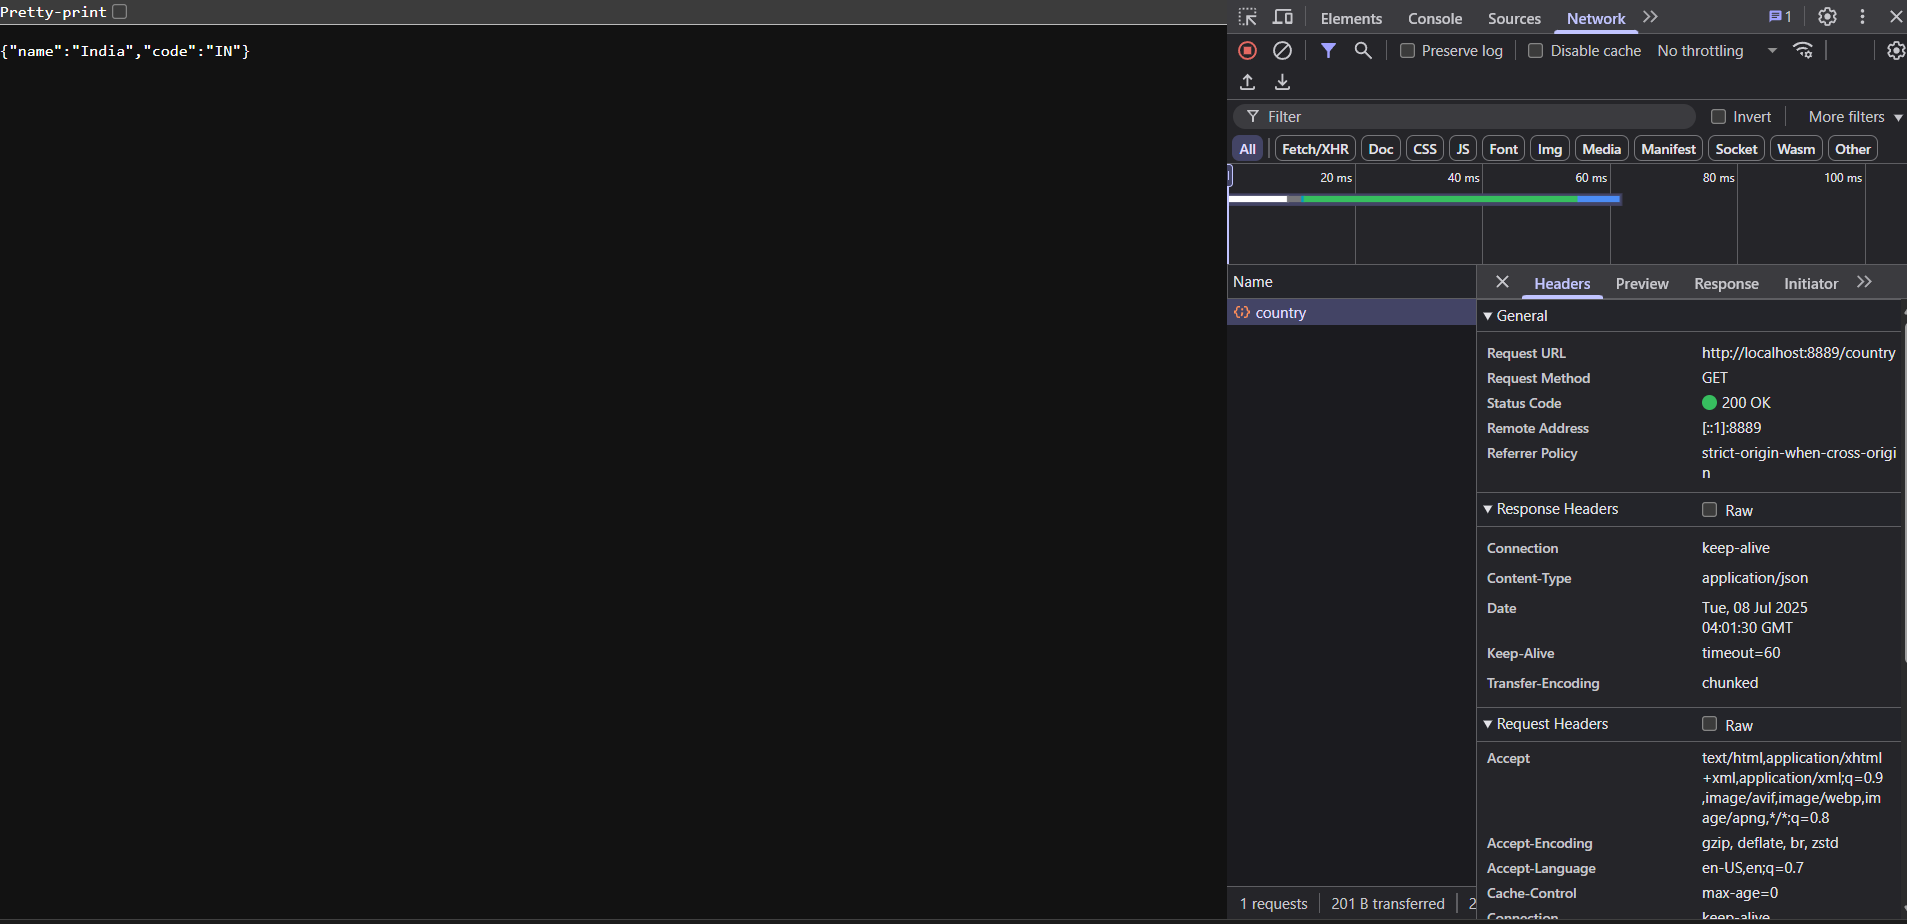 Pretty-print
{"name":"India","code":"IN"}
Elements Console Sources Network 1
Preserve log Disable cache No throttling
Filter Invert More filters
All Fetch/XHR Doc CSS JS Font Img Media Manifest Socket Wasm Other
20 ms 40 ms 60 ms 80 ms 100 ms
Name
country
Headers Preview Response Initiator
General
Request URL http://localhost:8889/country
Request Method GET
Status Code 200 OK
Remote Address [::1]:8889
Referrer Policy strict-origin-when-cross-origi
n
Response Headers Raw
Connection keep-alive
Content-Type application/json
Date Tue, 08 Jul 2025
04:01:30 GMT
Keep-Alive timeout=60
Transfer-Encoding chunked
Request Headers Raw
Accept text/html,application/xhtml
+xml,application/xml;q=0.9
,image/avif,image/webp,im
age/apng,*/*;q=0.8
Accept-Encoding gzip, deflate, br, zstd
Accept-Language en-US,en;q=0.7
Cache-Control max-age=0
Connection keep-alive
1 requests 201 B transferred 2